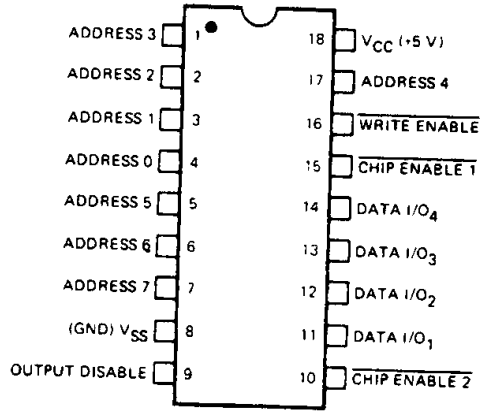 ADDRESS 3 1 18 VCC (+5 V)
ADDRESS 2 2 17 ADDRESS 4
ADDRESS 1 3 16 WRITE ENABLE
ADDRESS 0 4 15 CHIP ENABLE 1
ADDRESS 5 5 14 DATA I/O4
ADDRESS 6 6 13 DATA I/O3
ADDRESS 7 7 12 DATA I/O2
(GND) VSS 8 11 DATA I/O1
OUTPUT DISABLE 9 10 CHIP ENABLE 2